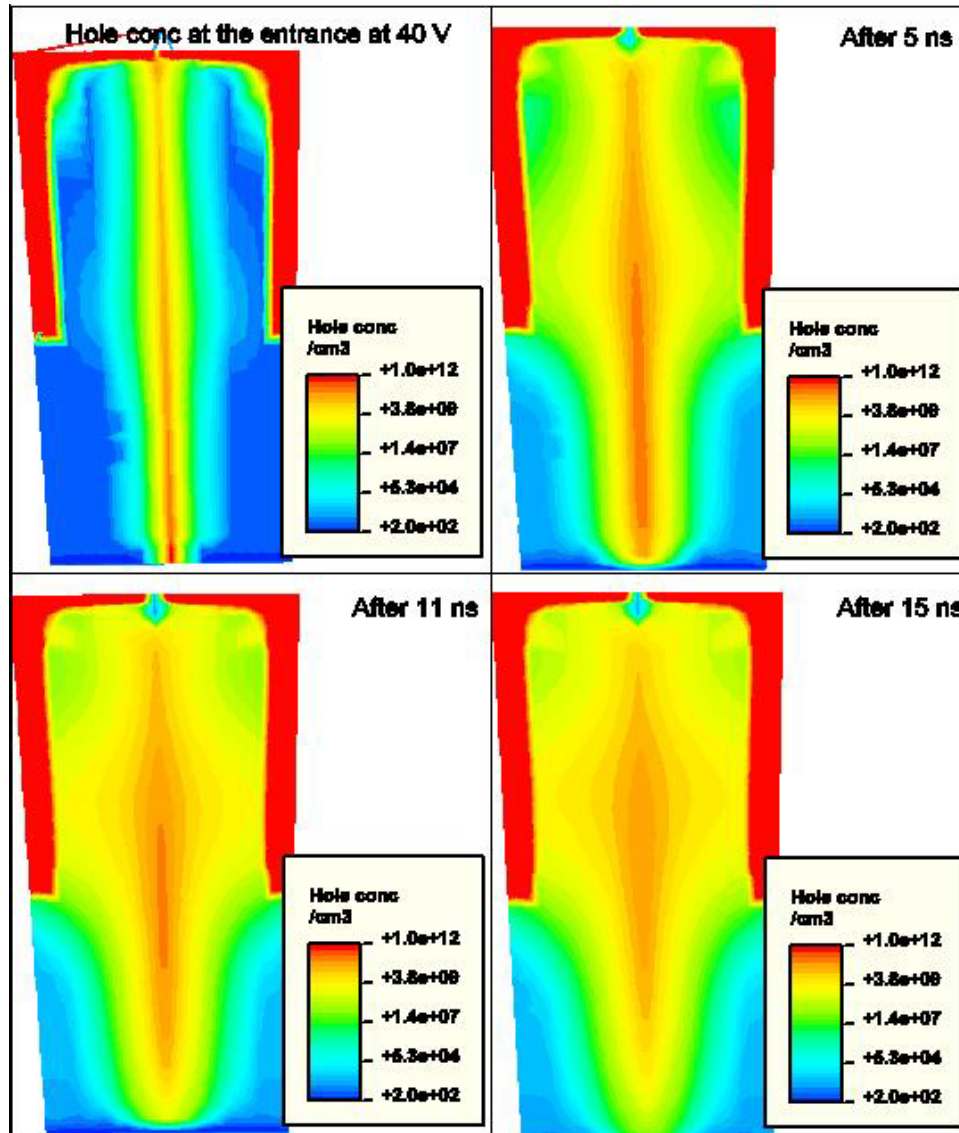 Hole conc at the entrance at 40 V
Hole conc
/cm3
+1.0e+12
+3.8e+09
+1.4e+07
+5.3e+04
+2.0e+02
After 5 ns
Hole conc
/cm3
+1.0e+12
+3.8e+09
+1.4e+07
+5.3e+04
+2.0e+02
After 11 ns
Hole conc
/cm3
+1.0e+12
+3.8e+09
+1.4e+07
+5.3e+04
+2.0e+02
After 15 ns
Hole conc
/cm3
+1.0e+12
+3.8e+09
+1.4e+07
+5.3e+04
+2.0e+02